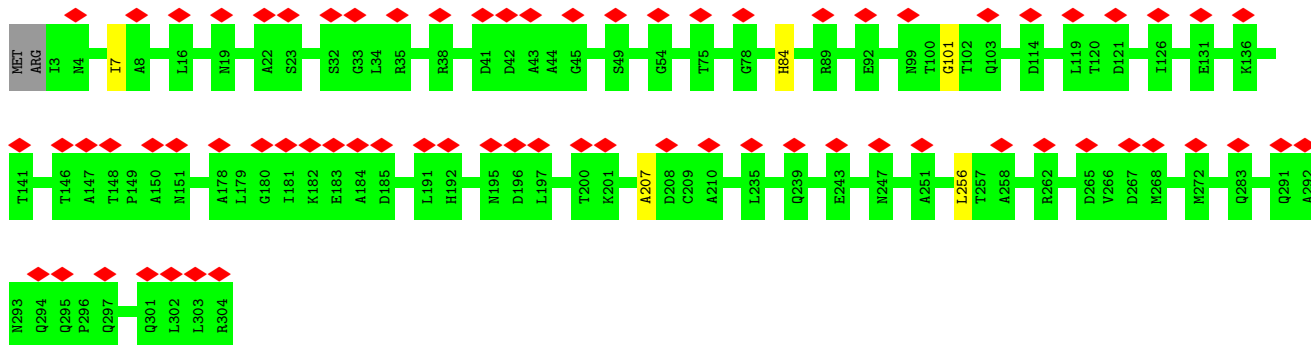 MET ARG I3 N4 I7 A8 L16 N19 A22 S23 S32 G33 L34 R35 R38 D41 D42 A43 A44 G45 S49 G54 T75 G78 H84 R89 E92 N99 T100 G101 T102 Q103 D114 L119 T120 D121 I126 E131 K136
T141 T146 A147 T148 P149 A150 N151 A178 L179 G180 I181 K182 E183 A184 D185 L191 H192 N195 D196 L197 T200 K201 A207 D208 C209 A210 L235 Q239 E243 N247 A251 L256 T257 A258 R262 D265 V266 D267 M268 M272 Q283 Q291 A292
N293 Q294 Q295 P296 Q297 Q301 L302 L303 R304